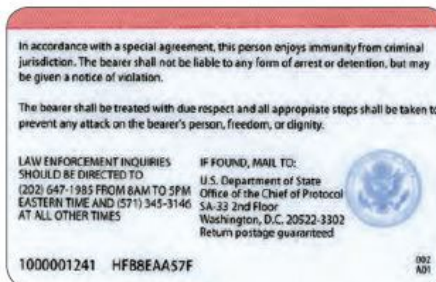 In accordance with a special agreement, this person enjoys immunity from criminal
jurisdiction. The bearer shall not be liable to any form of arrest or detention, but may
be given a notice of violation.
The bearer shall be treated with due respect and all appropriate steps shall be taken to
prevent any attack on the bearer's person, freedom, or dignity.
LAW ENFORCEMENT INQUIRIES
SHOULD BE DIRECTED TO
(202) 647-1985 FROM 8AM TO 5PM
EASTERN TIME AND (571) 345-3146
AT ALL OTHER TIMES
IF FOUND, MAIL TO:
U.S. Department of State
Office of the Chief of Protocol
SA-33 2nd Floor
Washington, D.C. 20522-3302
Return postage guaranteed
1000001241 HFB8EAA57F
002
A01